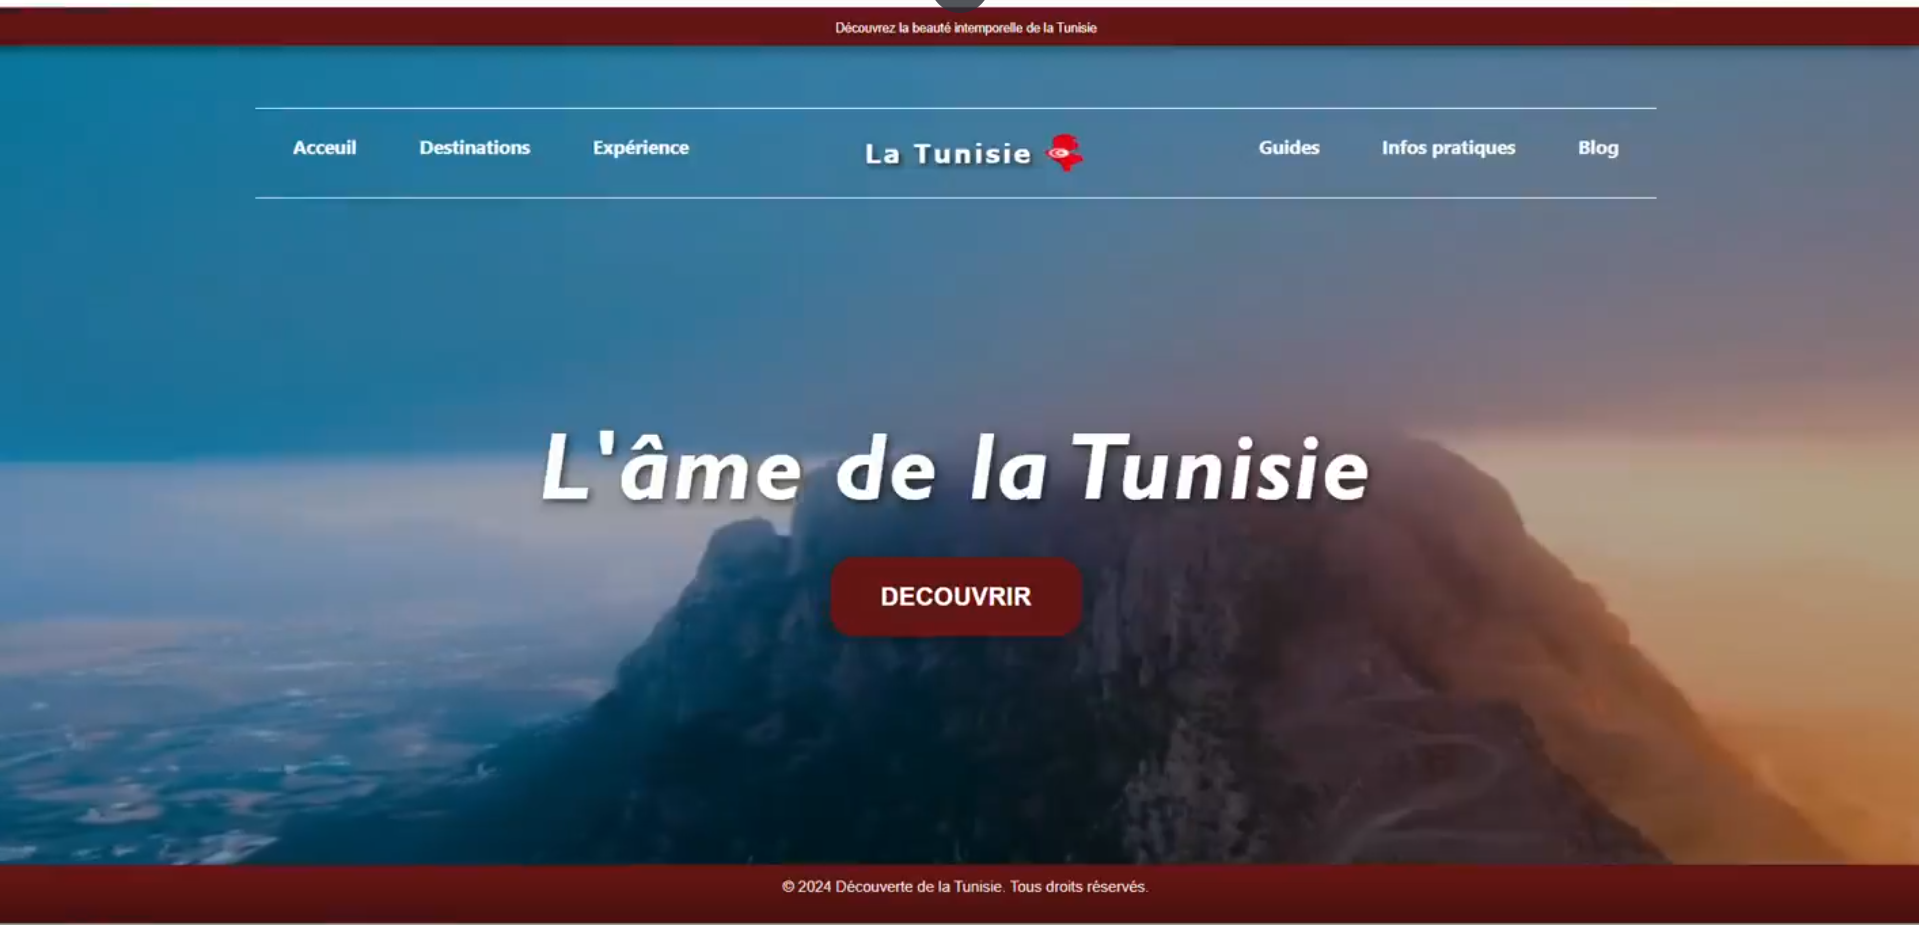 Découvrez la beauté intemporelle de la Tunisie
Acceuil Destinations Expérience La Tunisie Guides Infos pratiques Blog
L'âme de la Tunisie
DECOUVRIR
© 2024 Découverte de la Tunisie. Tous droits réservés.